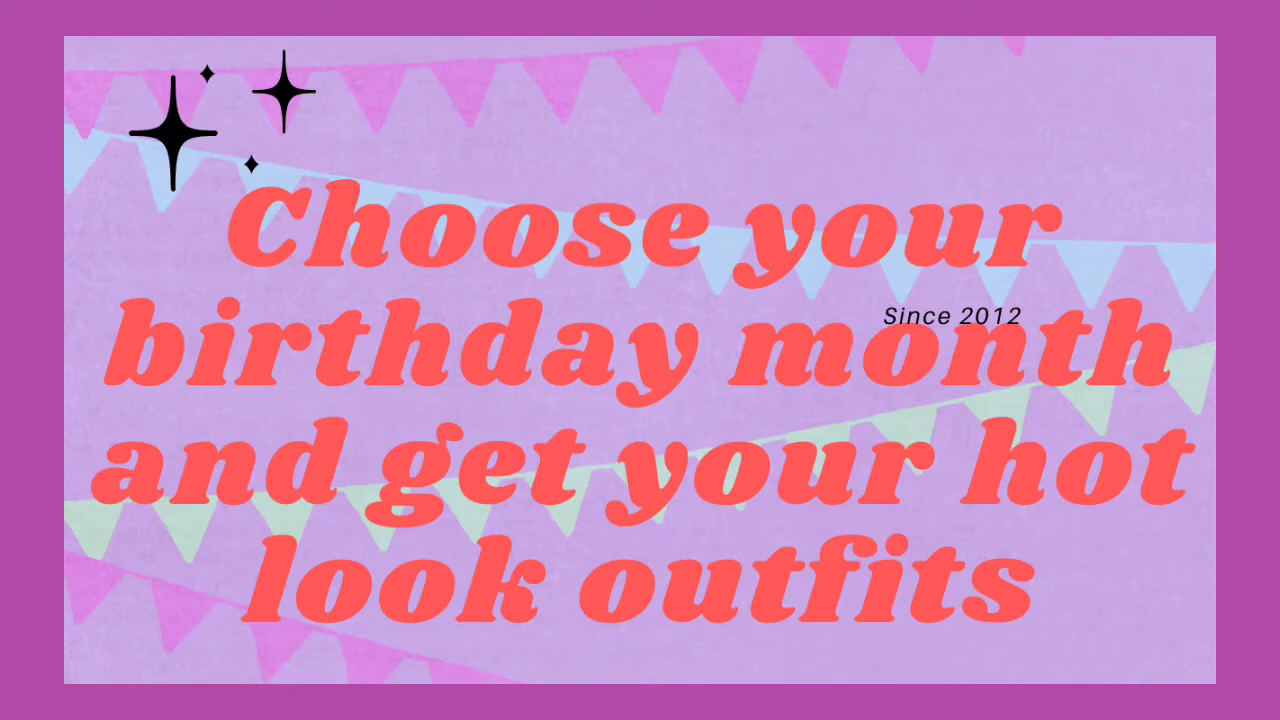 Choose your
Since 2012
birthday month
and get your hot
look outfits